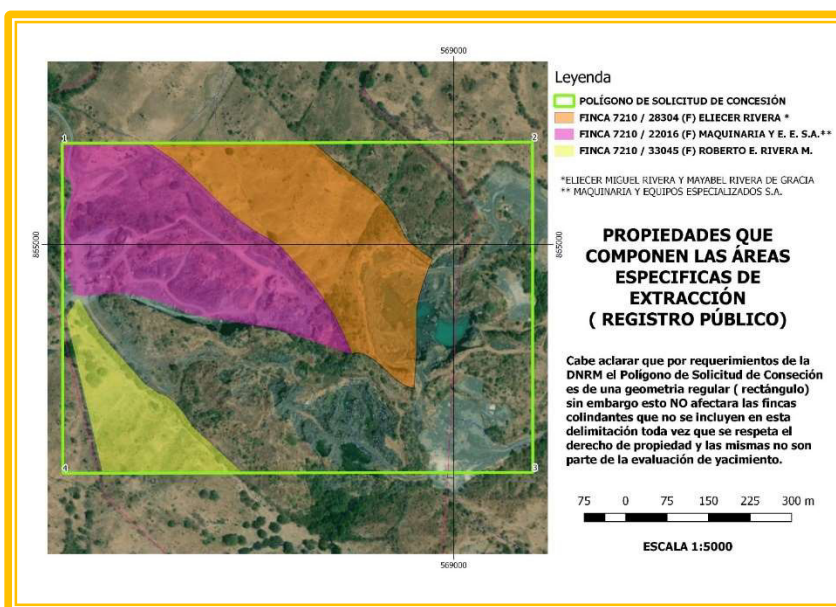 569000
Leyenda
POLÍGONO DE SOLICITUD DE CONCESIÓN
FINCA 7210 / 28304 (F) ELIECER RIVERA *
FINCA 7210 / 22016 (F) MAQUINARIA Y E. E. S.A.**
FINCA 7210 / 33045 (F) ROBERTO E. RIVERA M.
*ELIECER MIGUEL RIVERA Y MAYABEL RIVERA DE GRACIA
** MAQUINARIA Y EQUIPOS ESPECIALIZADOS S.A.
1
2
865000
865000
PROPIEDADES QUE
COMPONEN LAS ÁREAS
ESPECIFICAS DE
EXTRACCIÓN
( REGISTRO PÚBLICO)
Cabe aclarar que por requerimientos de la
DNRM el Polígono de Solicitud de Conseción
es de una geometria regular ( rectángulo)
sin embargo esto NO afectara las fincas
colindantes que no se incluyen en esta
delimitación toda vez que se respeta el
derecho de propiedad y las mismas no son
parte de la evaluación de yacimiento.
4
3
75 0 75 150 225 300 m
ESCALA 1:5000
569000